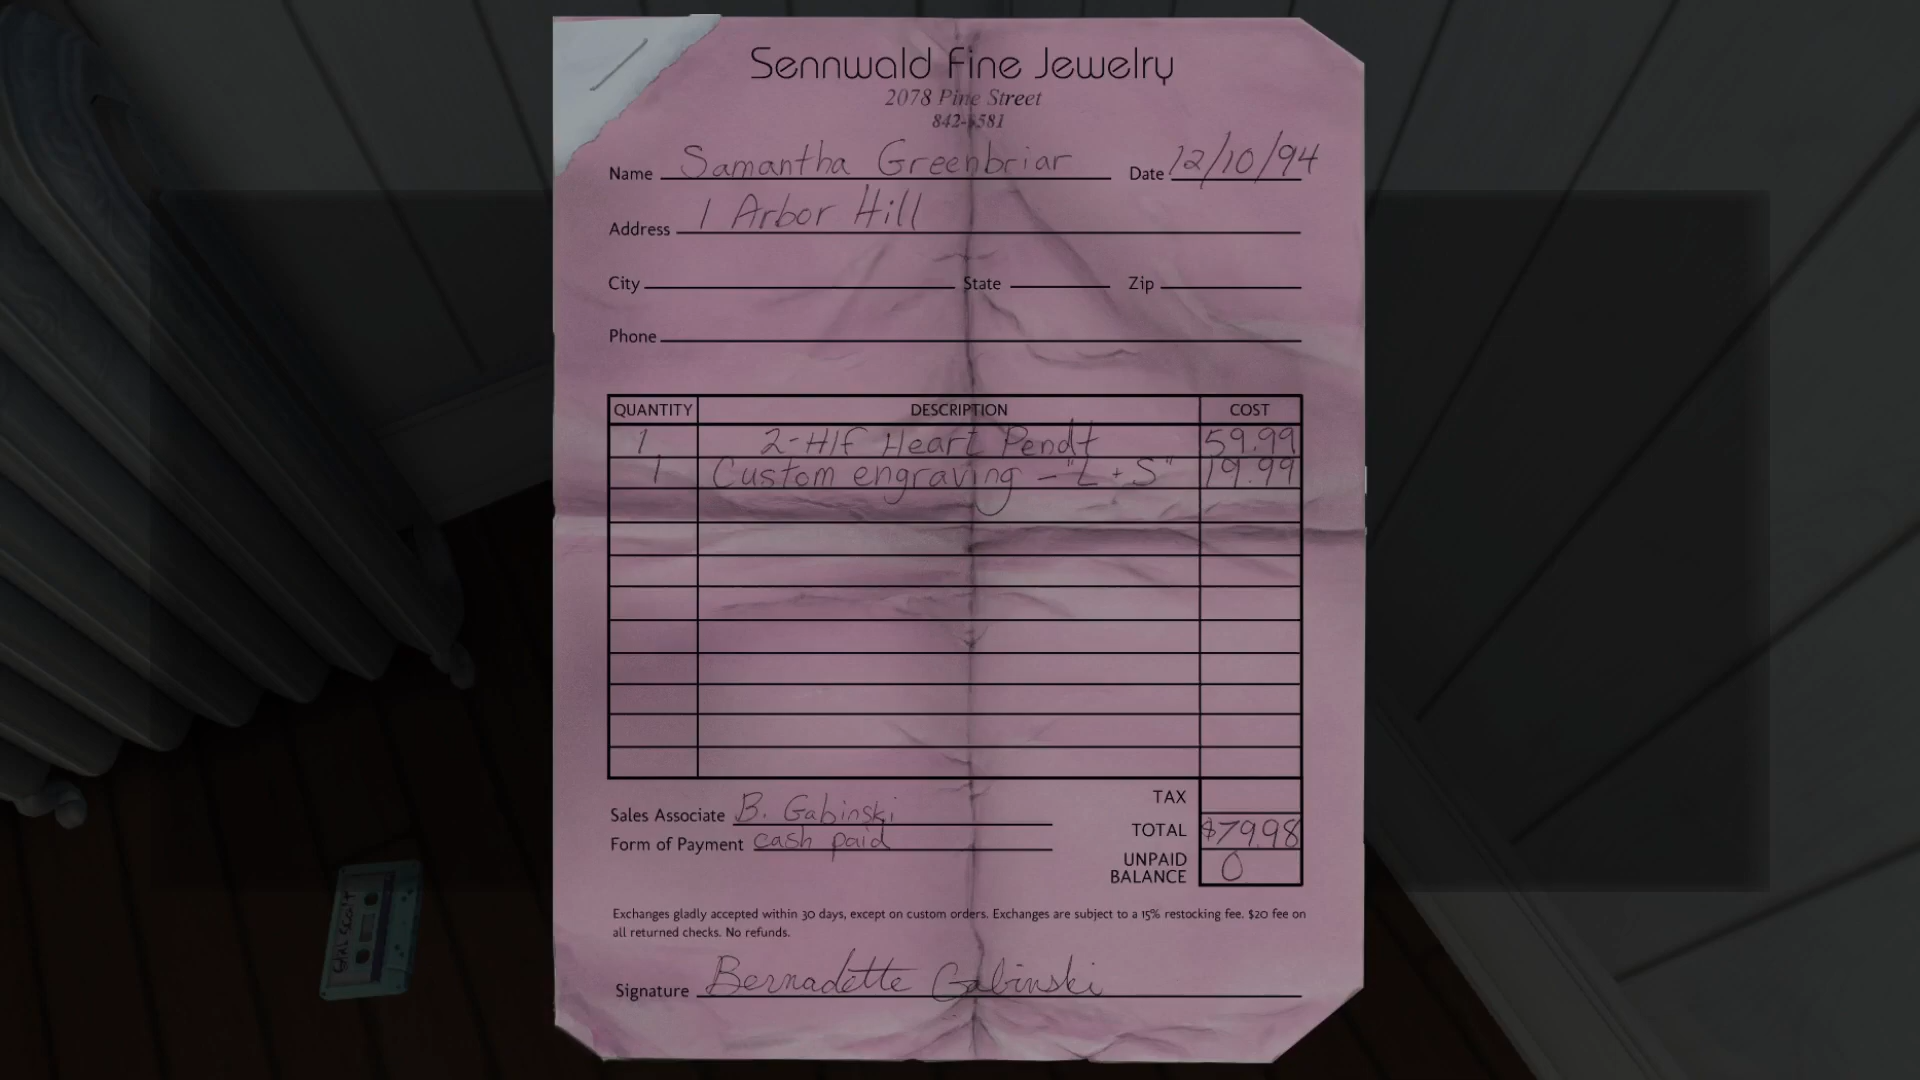 Sennwald Fine Jewelry
2078 Pine Street
842-5581
Name Samantha Greenbriar Date 12/10/94
Address 1 Arbor Hill
City State Zip
Phone
QUANTITY DESCRIPTION COST
1 2-Hlf Heart Pendt 59.99
1 Custom engraving - "L + S" 19.99
TAX
Sales Associate B. Gabinski
TOTAL $79.98
Form of Payment cash paid
UNPAID
BALANCE 0
Exchanges gladly accepted within 30 days, except on custom orders. Exchanges are subject to a 15% restocking fee. $20 fee on
all returned checks. No refunds.
Signature Bernadette Gabinski